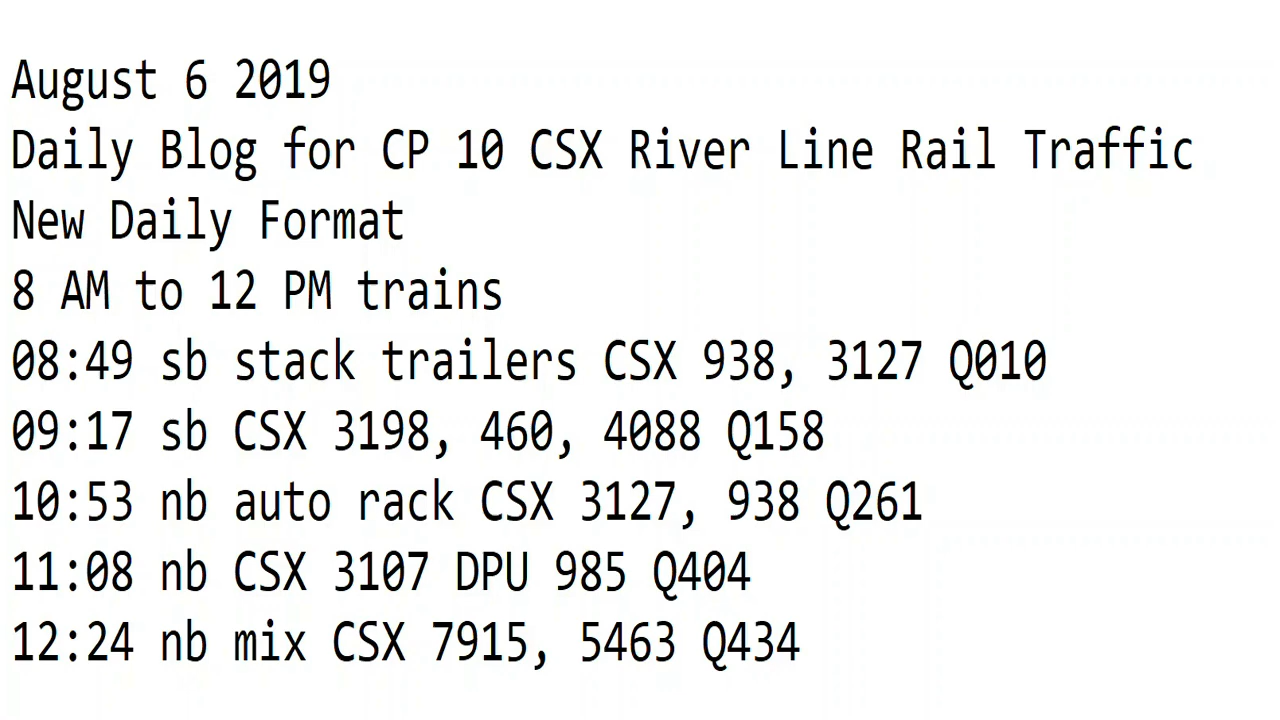 August 6 2019
Daily Blog for CP 10 CSX River Line Rail Traffic
New Daily Format
8 AM to 12 PM trains
08:49 sb stack trailers CSX 938, 3127 Q010
09:17 sb CSX 3198, 460, 4088 Q158
10:53 nb auto rack CSX 3127, 938 Q261
11:08 nb CSX 3107 DPU 985 Q404
12:24 nb mix CSX 7915, 5463 Q434